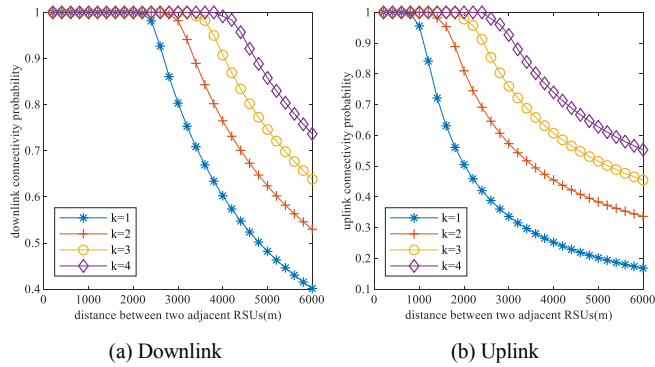 1
0.9
0.8
0.7
0.6
0.5
0.4
downlink connectivity probability
k=1
k=2
k=3
k=4
0 1000 2000 3000 4000 5000 6000
distance between two adjacent RSUs(m)
(a) Downlink
1
0.9
0.8
0.7
0.6
0.5
0.4
0.3
0.2
0.1
uplink connectivity probability
k=1
k=2
k=3
k=4
0 1000 2000 3000 4000 5000 6000
distance between two adjacent RSUs(m)
(b) Uplink